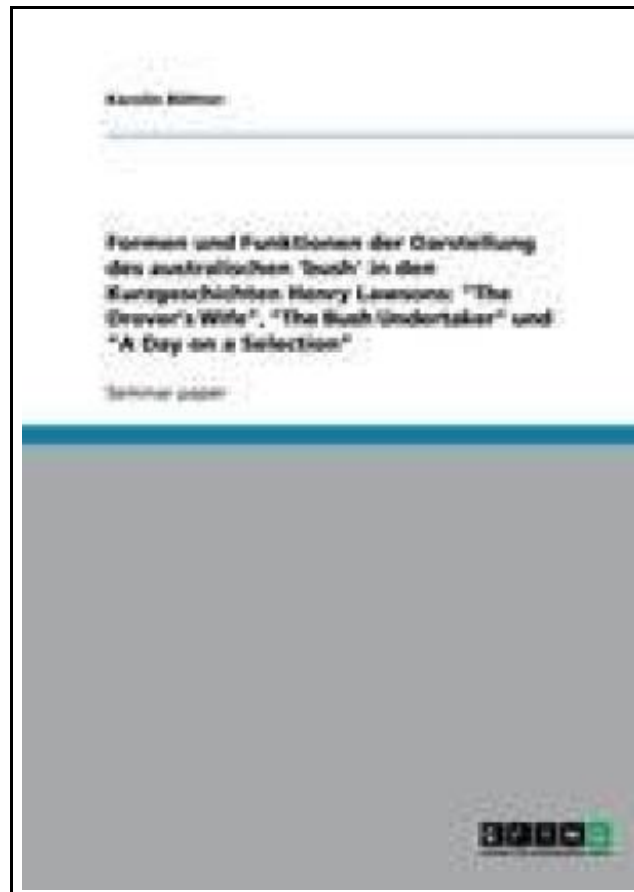 Formen und Funktionen der Darstellung
des australischen 'bush' in den
Kurzgeschichten Henry Lawsons: "The
Drover's Wife", "The Bush Undertaker" und
"A Day on a Selection"
Seminar paper
GRIN